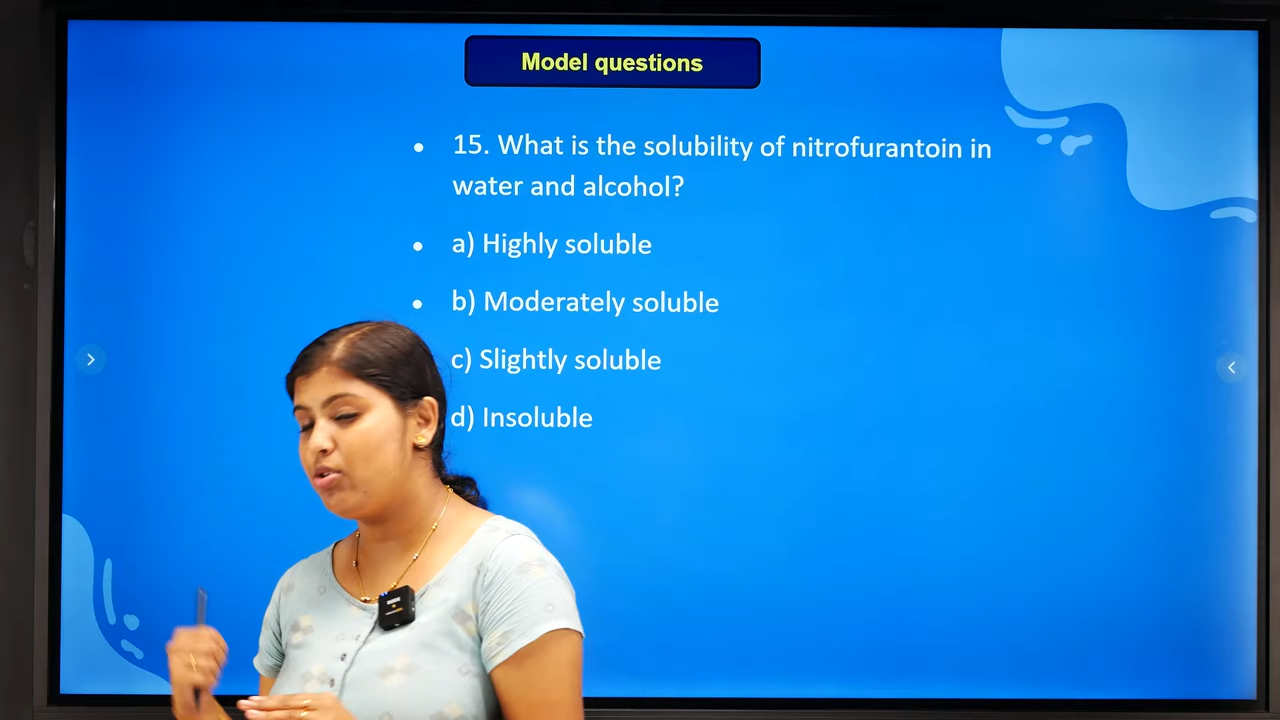 Model questions
• 15. What is the solubility of nitrofurantoin in
water and alcohol?
• a) Highly soluble
• b) Moderately soluble
c) Slightly soluble
d) Insoluble